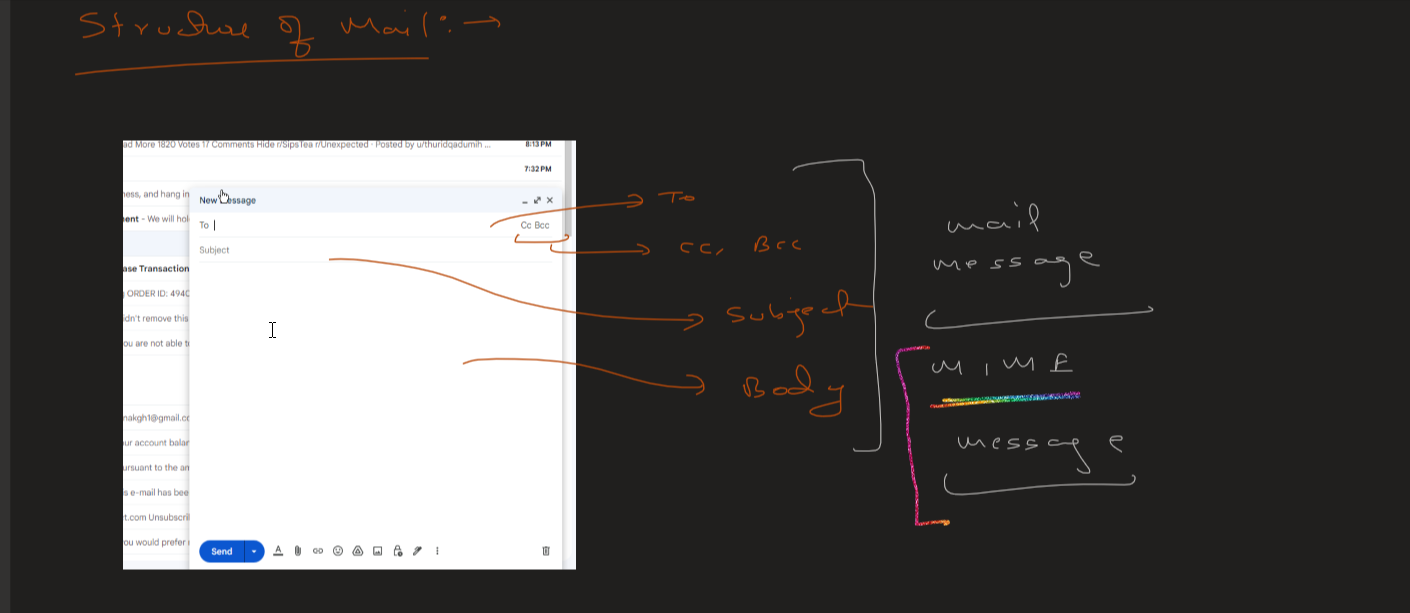 Structure of Mail :→
ad More 1820 Votes 17 Comments Hide r/SipsTea r/Unexpected · Posted by u/thuridqadumih ...
8:13 PM
7:32 PM
ness, and hang in
New Message
ent - We will hol
To
Cc Bcc
Subject
ase Transaction
ORDER ID: 494C
idn't remove this
ou are not able t
nakgh1@gmail.cc
ur account balar
ursuant to the an
s e-mail has bee
t.com Unsubscri
ou would prefer
Send
To
CC, BCC
Subject
Body
mail
message
MIME
message